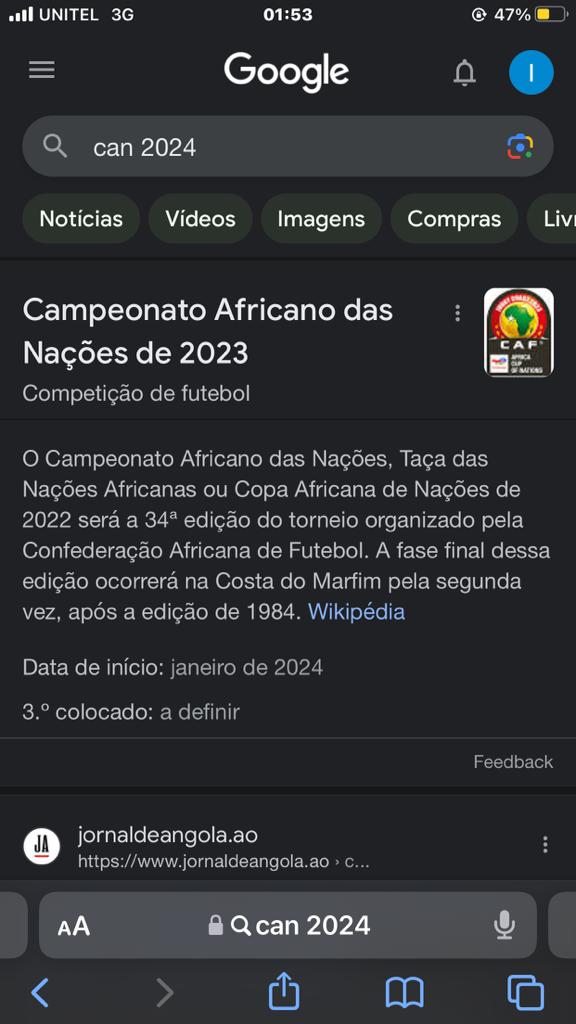 UNITEL 3G 01:53 47%
Google
I
can 2024
Notícias Vídeos Imagens Compras Liv
Campeonato Africano das
Nações de 2023
Competição de futebol
CAF
AFRICA
CUP
OF NATIONS
O Campeonato Africano das Nações, Taça das
Nações Africanas ou Copa Africana de Nações de
2022 será a 34ª edição do torneio organizado pela
Confederação Africana de Futebol. A fase final dessa
edição ocorrerá na Costa do Marfim pela segunda
vez, após a edição de 1984. Wikipédia
Data de início: janeiro de 2024
3.º colocado: a definir
Feedback
JA
jornaldeangola.ao
https://www.jornaldeangola.ao › c...
AA can 2024